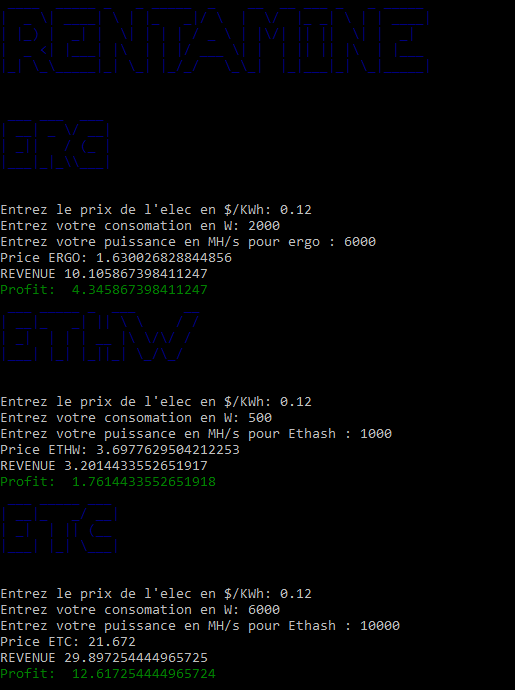 RENTAMINE
ERG
Entrez le prix de l'elec en $/KWh: 0.12
Entrez votre consomation en W: 2000
Entrez votre puissance en MH/s pour ergo : 6000
Price ERGO: 1.630026828844856
REVENUE 10.105867398411247
Profit:  4.345867398411247
ETHW
Entrez le prix de l'elec en $/KWh: 0.12
Entrez votre consomation en W: 500
Entrez votre puissance en MH/s pour Ethash : 1000
Price ETHW: 3.6977629504212253
REVENUE 3.2014433552651917
Profit:  1.7614433552651918
ETC
Entrez le prix de l'elec en $/KWh: 0.12
Entrez votre consomation en W: 6000
Entrez votre puissance en MH/s pour Ethash : 10000
Price ETC: 21.672
REVENUE 29.897254444965725
Profit:  12.617254444965724